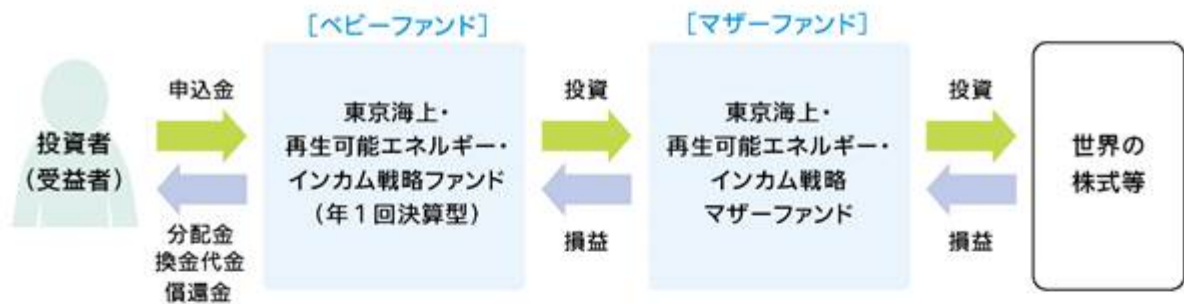 [ベビーファンド]
[マザーファンド]
申込金
投資
投資
投資者
(受益者)
東京海上・
再生可能エネルギー・
インカム戦略ファンド
(年1回決算型)
東京海上・
再生可能エネルギー・
インカム戦略
マザーファンド
世界の
株式等
分配金
換金代金
償還金
損益
損益